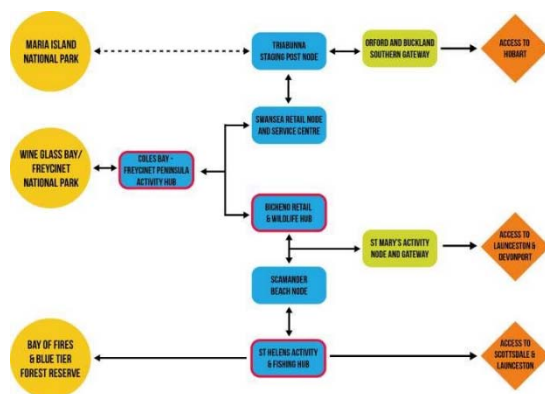 MARIA ISLAND
NATIONAL PARK
TRIABUNNA
STAGING POST NODE
ORFORD AND BUCKLAND
SOUTHERN GATEWAY
ACCESS TO
HOBART
SWANSEA RETAIL NODE
AND SERVICE CENTRE
WINE GLASS BAY/
FREYCINET
NATIONAL PARK
COLES BAY -
FREYCINET PENINSULA
ACTIVITY HUB
BICHENO RETAIL
& WILDLIFE HUB
ST MARY'S ACTIVITY
NODE AND GATEWAY
ACCESS TO
LAUNCESTON &
DEVONPORT
SCAMANDER
BEACH NODE
BAY OF FIRES
& BLUE TIER
FOREST RESERVE
ST HELENS ACTIVITY
& FISHING HUB
ACCESS TO
SCOTTSDALE &
LAUNCESTON